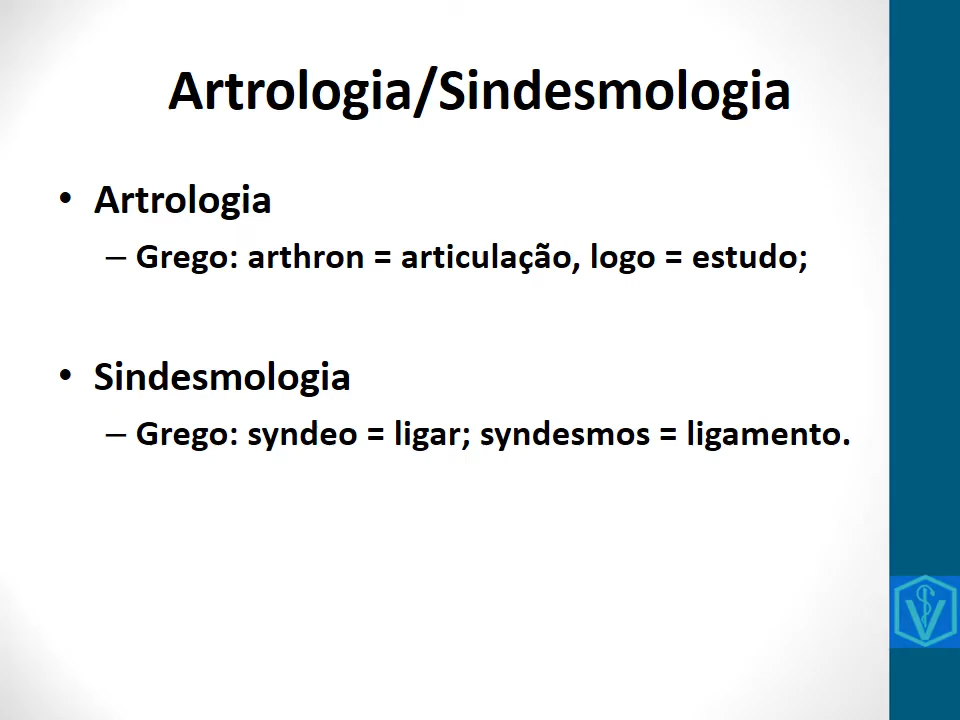 Artrologia/Sindesmologia
• Artrologia
– Grego: arthron = articulação, logo = estudo;
• Sindesmologia
– Grego: syndeo = ligar; syndesmos = ligamento.
V